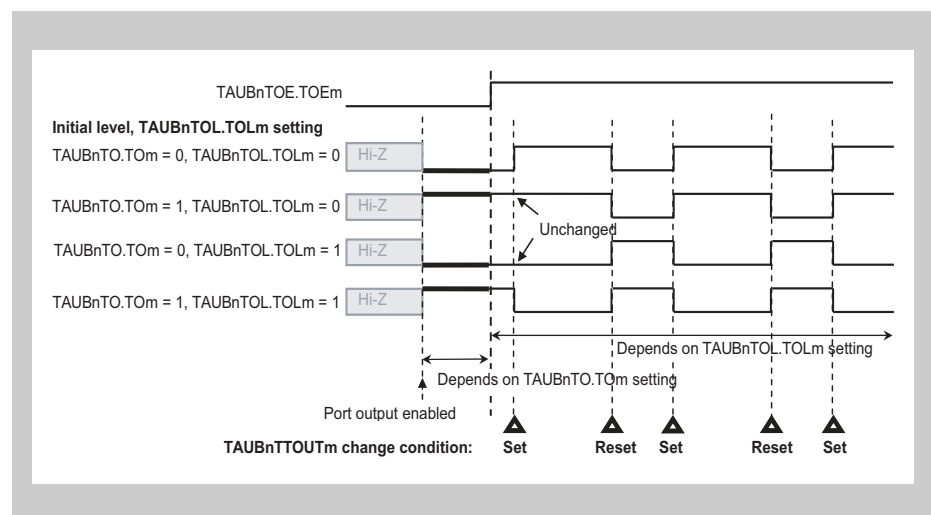 TAUBnTOE.TOEm
Initial level, TAUBnTOL.TOLm setting
TAUBnTO.TOm = 0, TAUBnTOL.TOLm = 0 Hi-Z
TAUBnTO.TOm = 1, TAUBnTOL.TOLm = 0 Hi-Z
Unchanged
TAUBnTO.TOm = 0, TAUBnTOL.TOLm = 1 Hi-Z
TAUBnTO.TOm = 1, TAUBnTOL.TOLm = 1 Hi-Z
Depends on TAUBnTOL.TOLm setting
Depends on TAUBnTO.TOm setting
Port output enabled
TAUBnTTOUTm change condition: Set Reset Set Reset Set